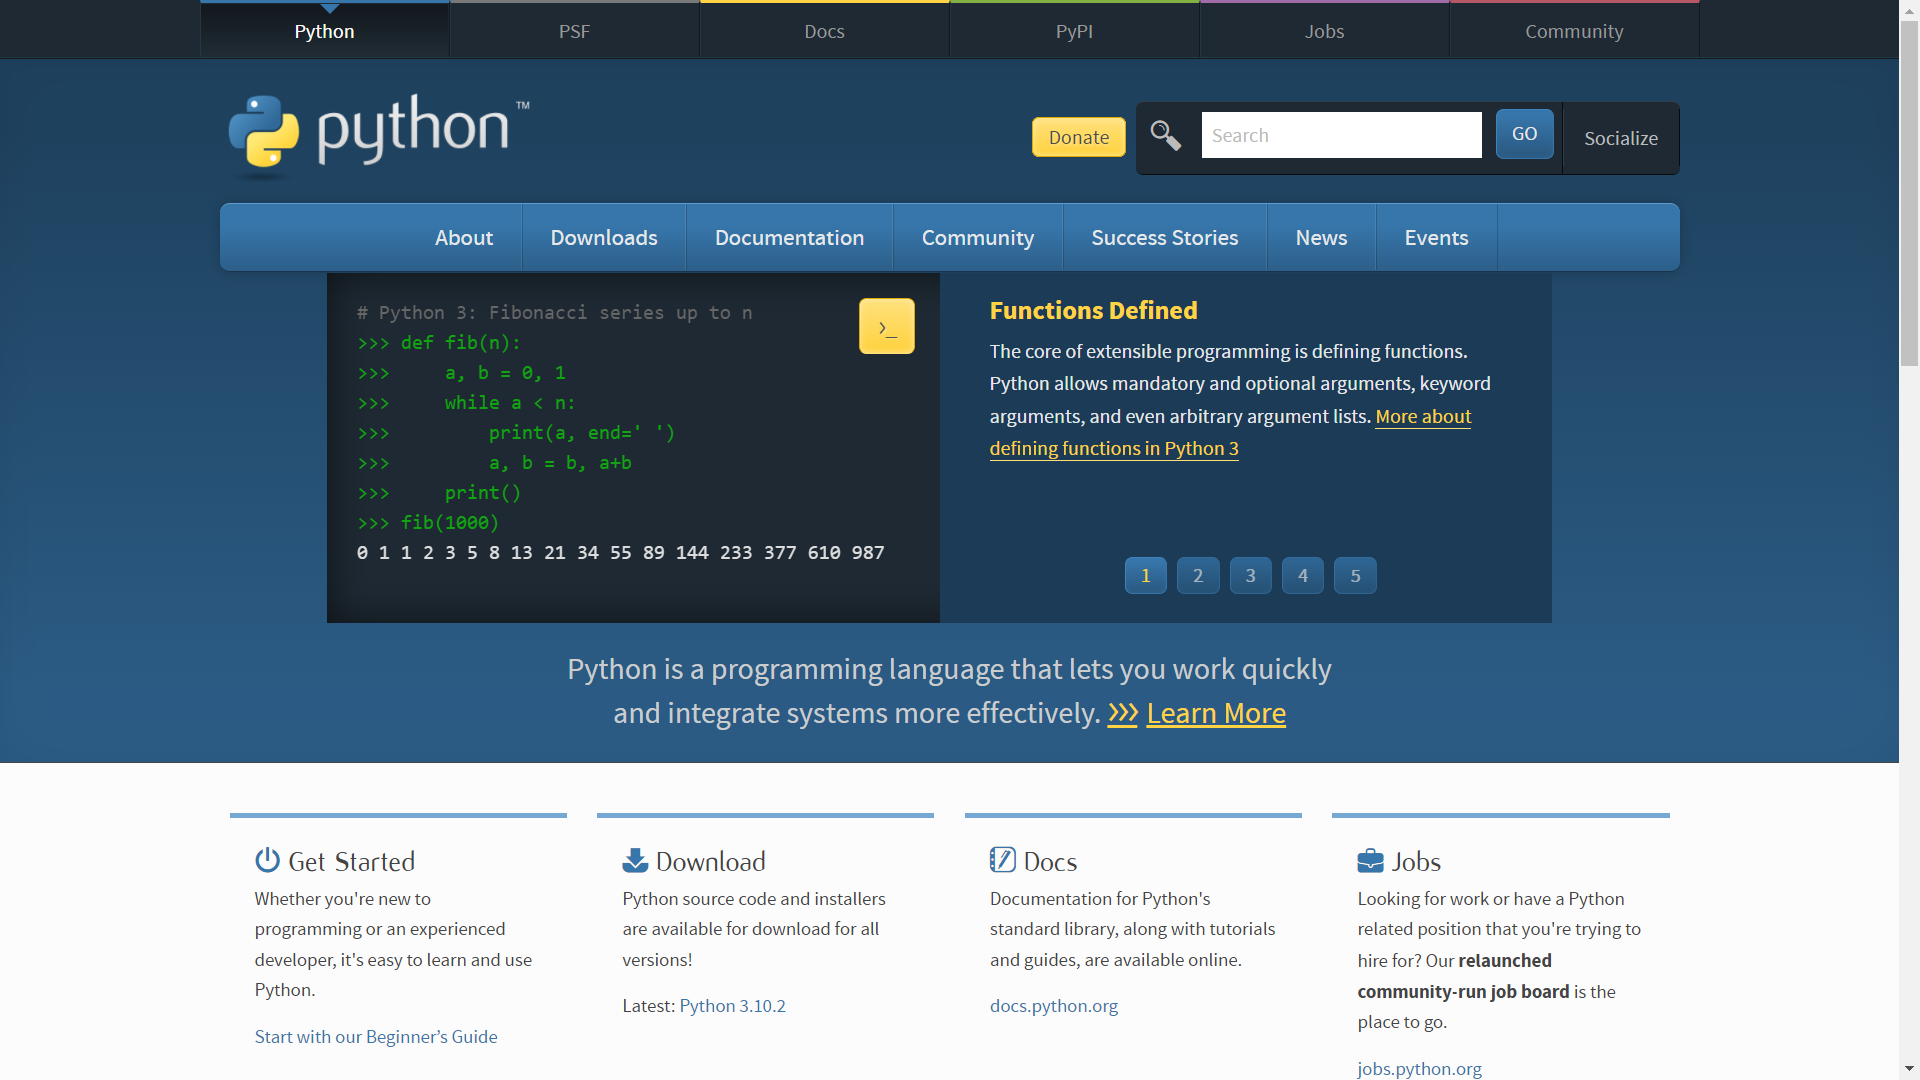 Python
PSF
Docs
PyPI
Jobs
Community
python™
Donate
Search
GO
Socialize
About
Downloads
Documentation
Community
Success Stories
News
Events
# Python 3: Fibonacci series up to n
>>> def fib(n):
>>>     a, b = 0, 1
>>>     while a < n:
>>>         print(a, end=' ')
>>>         a, b = b, a+b
>>>     print()
>>> fib(1000)
0 1 1 2 3 5 8 13 21 34 55 89 144 233 377 610 987
>_
Functions Defined
The core of extensible programming is defining functions.
Python allows mandatory and optional arguments, keyword
arguments, and even arbitrary argument lists. More about
defining functions in Python 3
1 2 3 4 5
Python is a programming language that lets you work quickly
and integrate systems more effectively. >>> Learn More
Get Started
Whether you're new to
programming or an experienced
developer, it's easy to learn and use
Python.
Start with our Beginner’s Guide
Download
Python source code and installers
are available for download for all
versions!
Latest: Python 3.10.2
Docs
Documentation for Python's
standard library, along with tutorials
and guides, are available online.
docs.python.org
Jobs
Looking for work or have a Python
related position that you're trying to
hire for? Our relaunched
community-run job board is the
place to go.
jobs.python.org